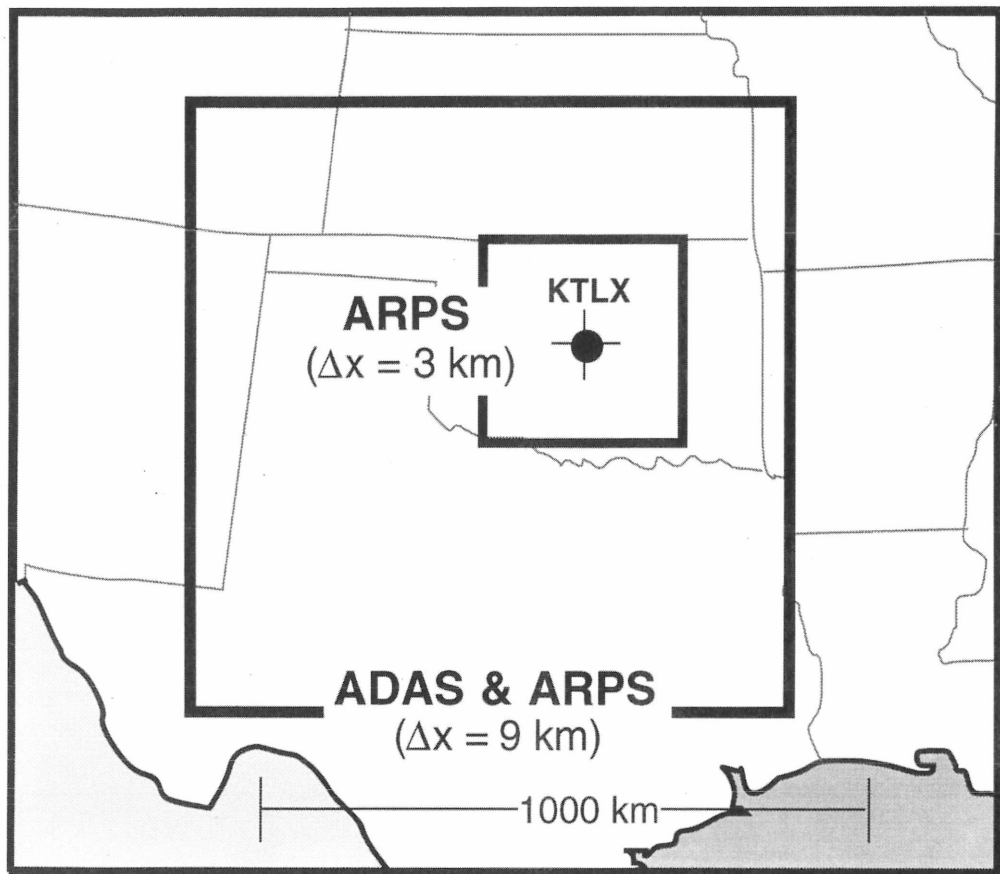 KTLX
ARPS
(Δx = 3 km)
ADAS & ARPS
(Δx = 9 km)
1000 km